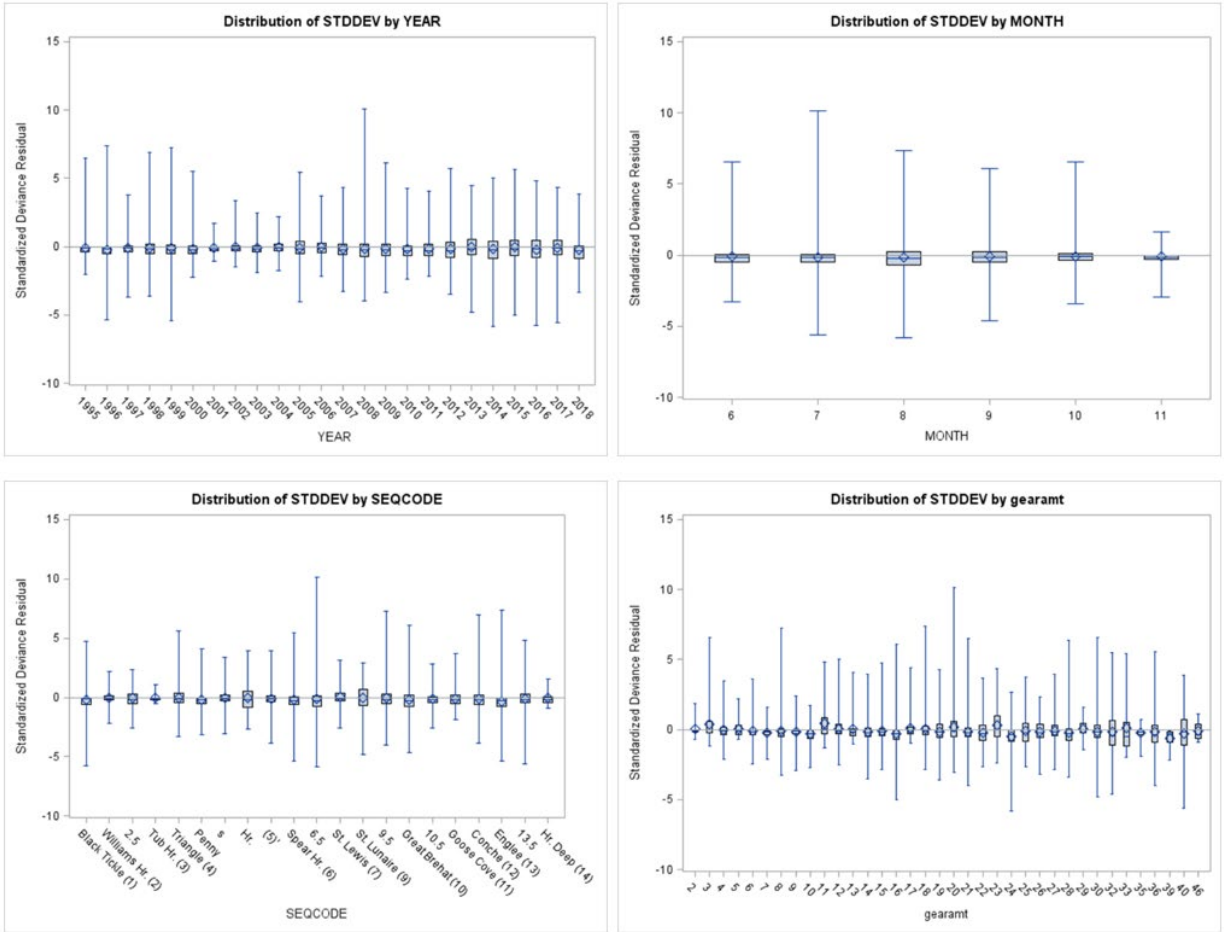 Distribution of STDDEV by YEAR
15
10
5
0
-5
-10
Standardized Deviance Residual
1995 1996 1997 1998 1999 2000 2001 2002 2003 2004 2005 2006 2007 2008 2009 2010 2011 2012 2013 2014 2015 2016 2017 2018
YEAR
Distribution of STDDEV by MONTH
15
10
5
0
-5
-10
Standardized Deviance Residual
6 7 8 9 10 11
MONTH
Distribution of STDDEV by SEQCODE
15
10
5
0
-5
-10
Standardized Deviance Residual
Black Tickle (1)
Williams Hr. (2)
2.5
Tub Hr. (3)
Triangle (4)
Penny
s
Hr.
(5)'
Spear Hr. (6)
6.5
St. Lewis (7)
St. Lunaire (9)
9.5
Great Brehat (10)
10.5
Goose Cove (11)
Conche (12)
Englee (13)
13.5
Hr. Deep (14)
SEQCODE
Distribution of STDDEV by gearamt
15
10
5
0
-5
-10
Standardized Deviance Residual
2 3 4 5 6 7 8 9 10 11 12 13 14 15 16 17 18 19 20 21 22 23 24 25 26 27 28 29 30 32 33 35 36 39 40 46
gearamt